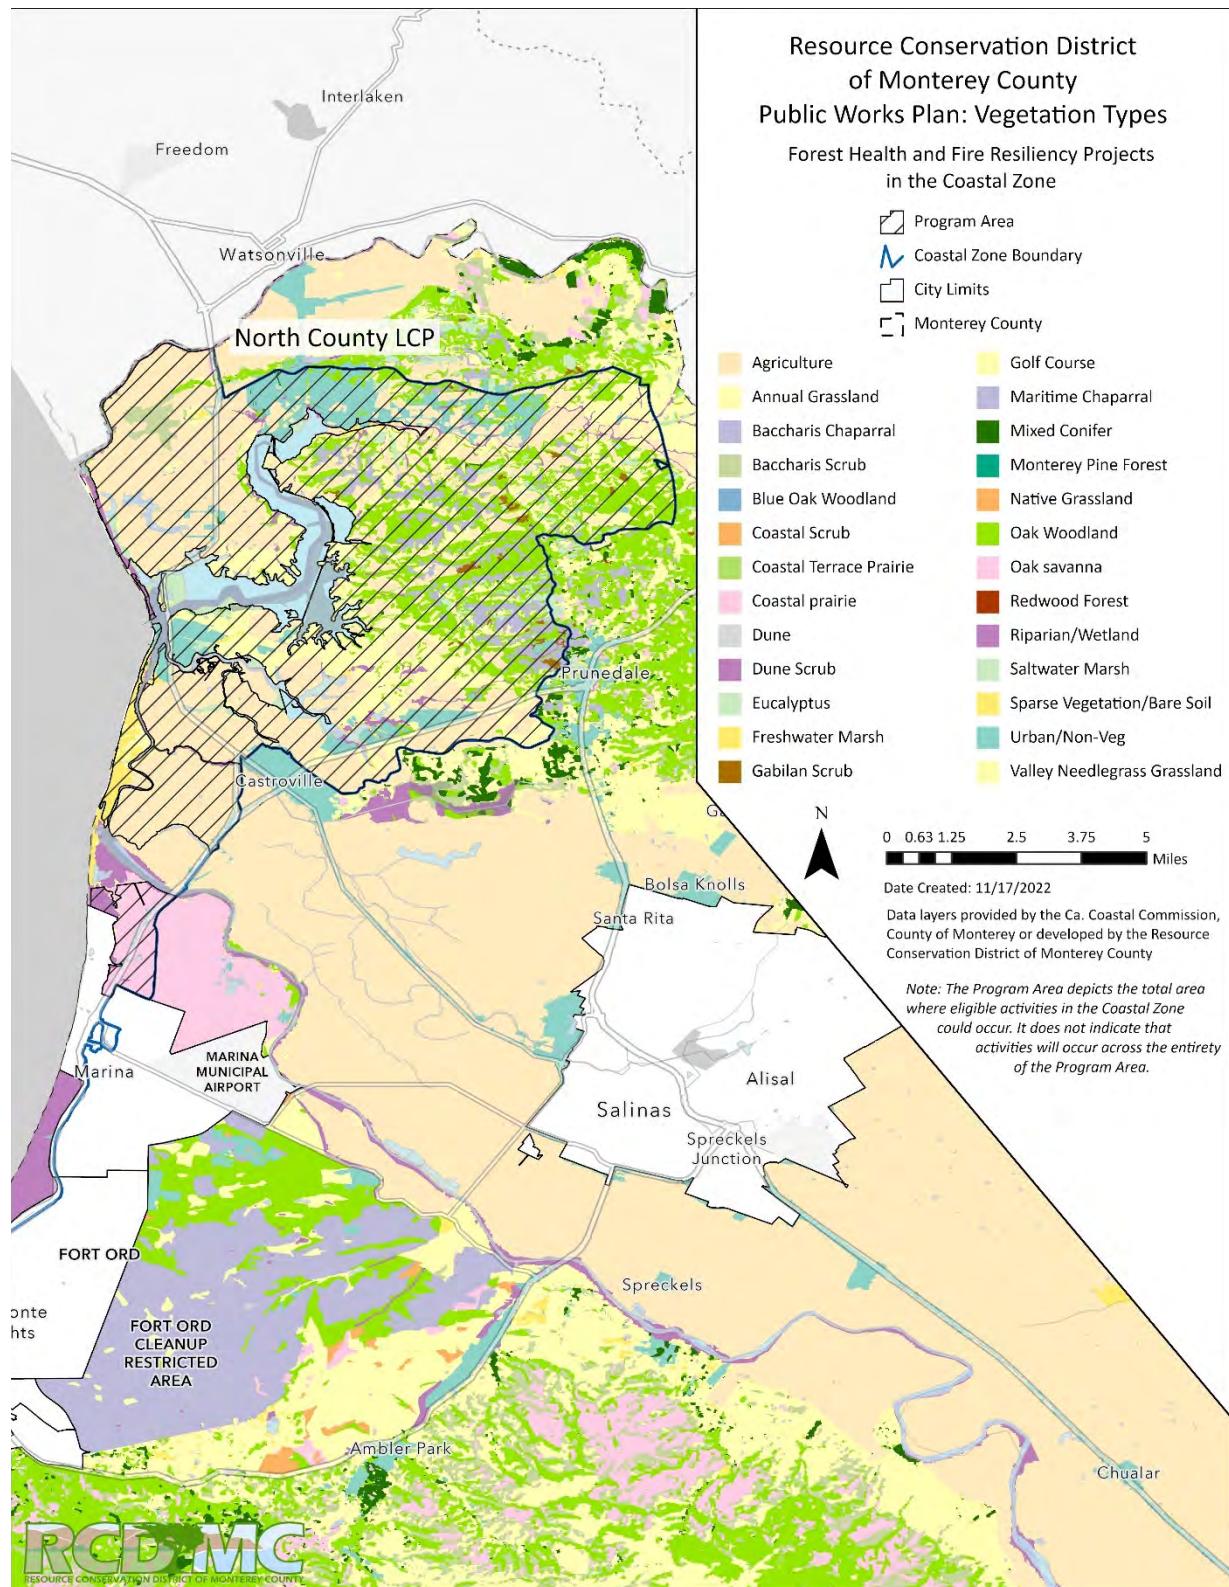 Resource Conservation District
of Monterey County
Public Works Plan: Vegetation Types
Forest Health and Fire Resiliency Projects
in the Coastal Zone
Program Area
Coastal Zone Boundary
City Limits
Monterey County
Agriculture
Annual Grassland
Baccharis Chaparral
Baccharis Scrub
Blue Oak Woodland
Coastal Scrub
Coastal Terrace Prairie
Coastal prairie
Dune
Dune Scrub
Eucalyptus
Freshwater Marsh
Gabilan Scrub
Golf Course
Maritime Chaparral
Mixed Conifer
Monterey Pine Forest
Native Grassland
Oak Woodland
Oak savanna
Redwood Forest
Riparian/Wetland
Saltwater Marsh
Sparse Vegetation/Bare Soil
Urban/Non-Veg
Valley Needlegrass Grassland
N
0 0.63 1.25 2.5 3.75 5
Miles
Date Created: 11/17/2022
Data layers provided by the Ca. Coastal Commission,
County of Monterey or developed by the Resource
Conservation District of Monterey County
Note: The Program Area depicts the total area
where eligible activities in the Coastal Zone
could occur. It does not indicate that
activities will occur across the entirety
of the Program Area.
Interlaken
Freedom
Watsonville
North County LCP
Prunedale
Castroville
Bolsa Knolls
Santa Rita
Marina
MARINA
MUNICIPAL
AIRPORT
Alisal
Salinas
Spreckels
Junction
FORT ORD
Spreckels
onte
hts
FORT ORD
CLEANUP
RESTRICTED
AREA
Ambler Park
Chualar
RCD MC
RESOURCE CONSERVATION DISTRICT OF MONTEREY COUNTY